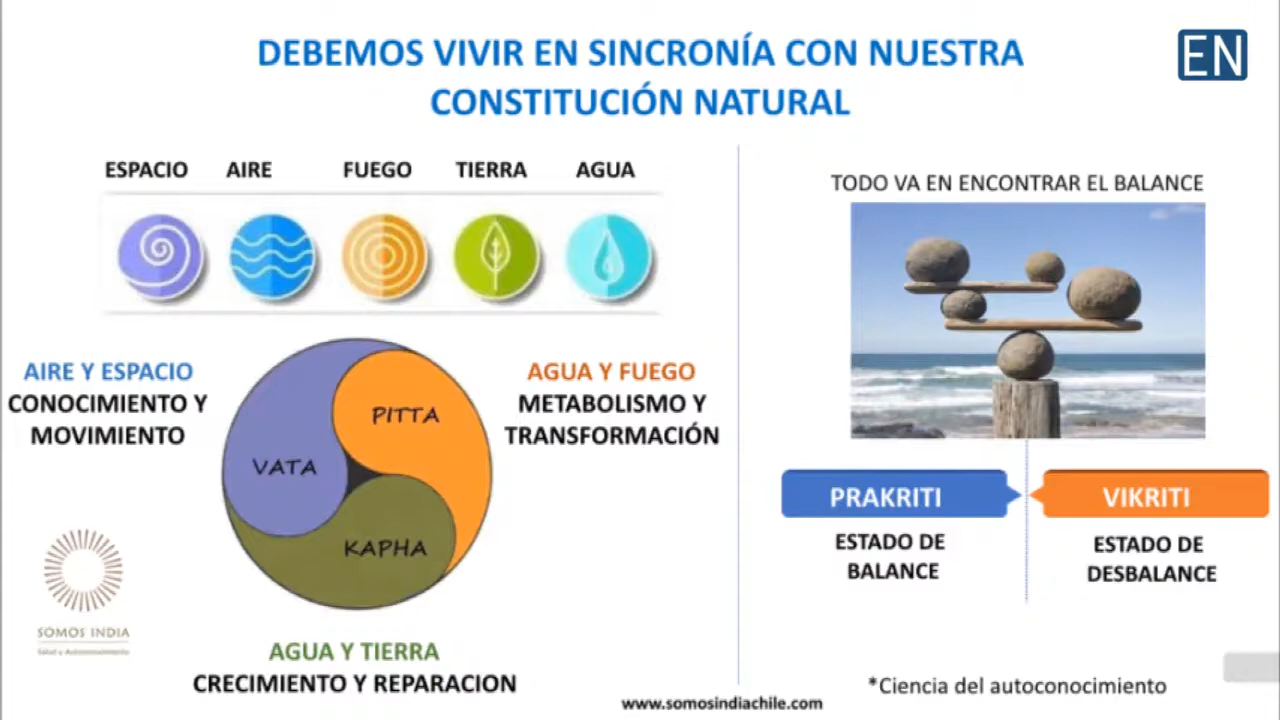 DEBEMOS VIVIR EN SINCRONÍA CON NUESTRA
CONSTITUCIÓN NATURAL
EN
ESPACIO AIRE FUEGO TIERRA AGUA
AIRE Y ESPACIO
CONOCIMIENTO Y
MOVIMIENTO
AGUA Y FUEGO
METABOLISMO Y
TRANSFORMACIÓN
PITTA
VATA
KAPHA
SOMOS INDIA
Salud y Autoconocimiento
AGUA Y TIERRA
CRECIMIENTO Y REPARACION
www.somosindiachile.com
TODO VA EN ENCONTRAR EL BALANCE
PRAKRITI
ESTADO DE
BALANCE
VIKRITI
ESTADO DE
DESBALANCE
*Ciencia del autoconocimiento